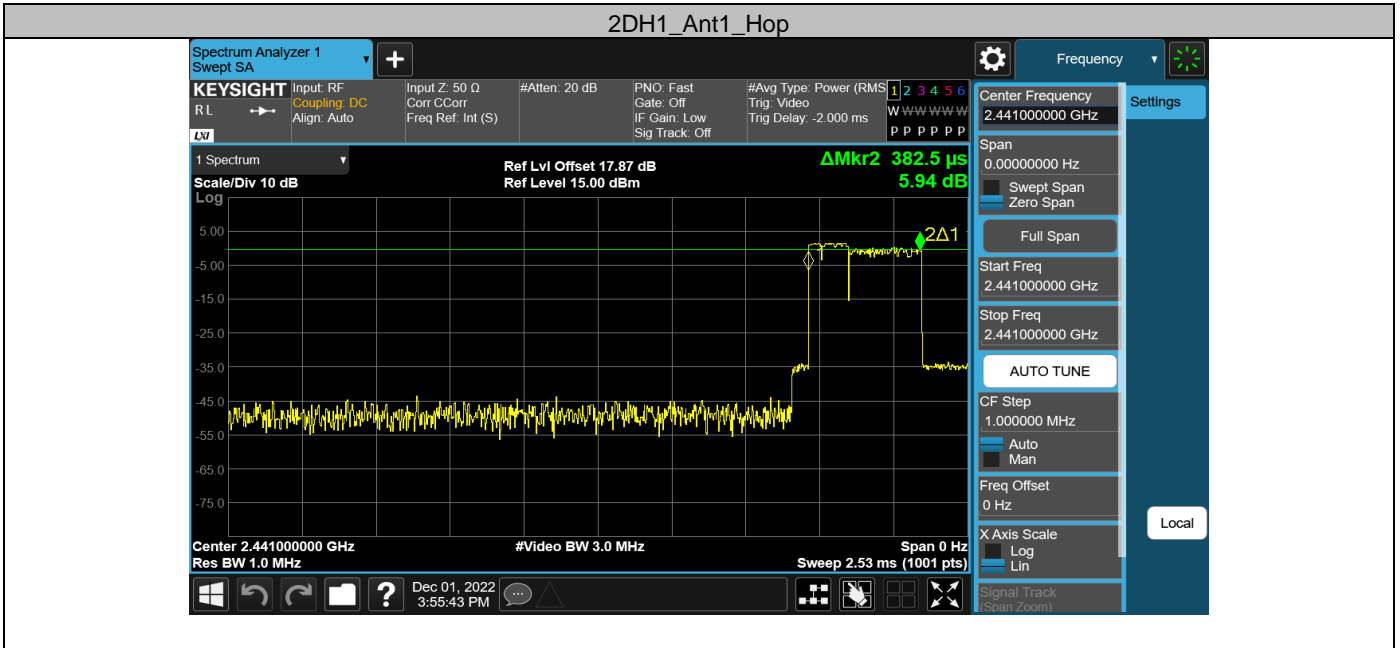 2DH1_Ant1_Hop
Spectrum Analyzer 1
Swept SA
Frequency
KEYSIGHT
RL
LXI
Input: RF
Coupling: DC
Align: Auto
Input Z: 50 Ω
Corr CCorr
Freq Ref: Int (S)
#Atten: 20 dB
PNO: Fast
Gate: Off
IF Gain: Low
Sig Track: Off
#Avg Type: Power (RMS
Trig: Video
Trig Delay: -2.000 ms
1 2 3 4 5 6
W W W W W W
P P P P P P
1 Spectrum
Scale/Div 10 dB
Ref Lvl Offset 17.87 dB
Ref Level 15.00 dBm
ΔMkr2 382.5 µs
5.94 dB
Log
5.00
-5.00
-15.0
-25.0
-35.0
-45.0
-55.0
-65.0
-75.0
2Δ1
Center 2.441000000 GHz
#Video BW 3.0 MHz
Span 0 Hz
Res BW 1.0 MHz
Sweep 2.53 ms (1001 pts)
Center Frequency
2.441000000 GHz
Span
0.00000000 Hz
Swept Span
Zero Span
Full Span
Start Freq
2.441000000 GHz
Stop Freq
2.441000000 GHz
AUTO TUNE
CF Step
1.000000 MHz
Auto
Man
Freq Offset
0 Hz
X Axis Scale
Log
Lin
Signal Track
(Span Zoom)
Settings
Local
?
Dec 01, 2022
3:55:43 PM